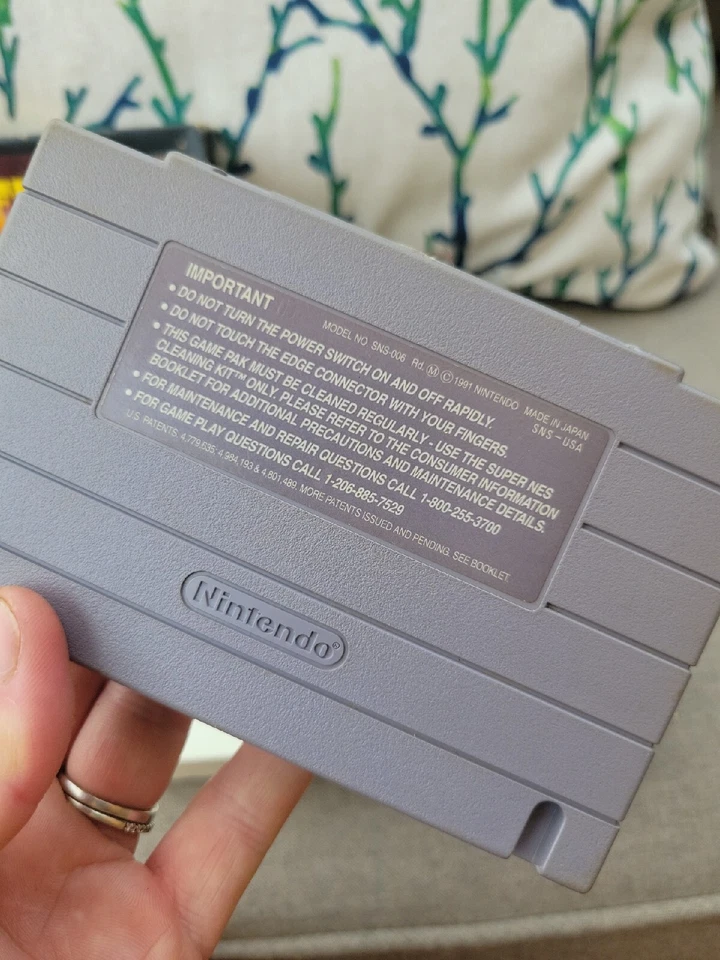 IMPORTANT
MODEL NO SNS-006 Rd. Ⓜ Ⓒ 1991 NINTENDO MADE IN JAPAN
SNS-USA
• DO NOT TURN THE POWER SWITCH ON AND OFF RAPIDLY.
• DO NOT TOUCH THE EDGE CONNECTOR WITH YOUR FINGERS.
• THIS GAME PAK MUST BE CLEANED REGULARLY - USE THE SUPER NES
CLEANING KIT™ ONLY. PLEASE REFER TO THE CONSUMER INFORMATION
BOOKLET FOR ADDITIONAL PRECAUTIONS AND MAINTENANCE DETAILS.
• FOR MAINTENANCE AND REPAIR QUESTIONS CALL 1-800-255-3700
• FOR GAME PLAY QUESTIONS CALL 1-206-885-7529
U.S. PATENTS, 4,779,635, 4,984,193 & 4,801,489. MORE PATENTS ISSUED AND PENDING. SEE BOOKLET.
Nintendo®